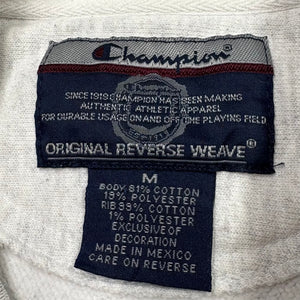 Champion®
SINCE 1919 CHAMPION HAS BEEN MAKING
AUTHENTIC ATHLETIC APPAREL
FOR DURABLE USAGE ON AND OFF THE PLAYING FIELD
ORIGINAL REVERSE WEAVE®
M
BODY 81% COTTON
19% POLYESTER
RIB 99% COTTON
1% POLYESTER
EXCLUSIVE OF
DECORATION
MADE IN MEXICO
CARE ON REVERSE